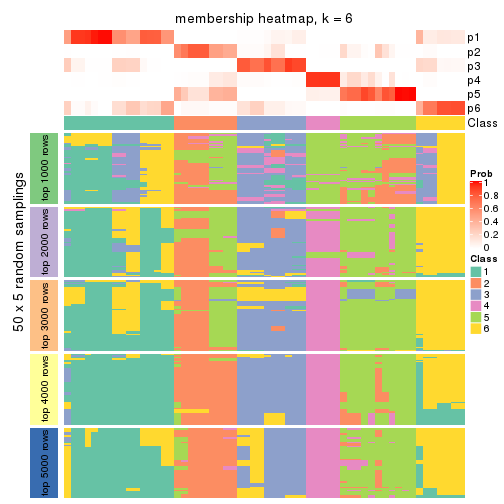 membership heatmap, k = 6
p1
p2
p3
p4
p5
p6
Class
50 x 5 random samplings
top 1000 rows
top 2000 rows
top 3000 rows
top 4000 rows
top 5000 rows
Prob
1
0.8
0.6
0.4
0.2
0
Class
1
2
3
4
5
6